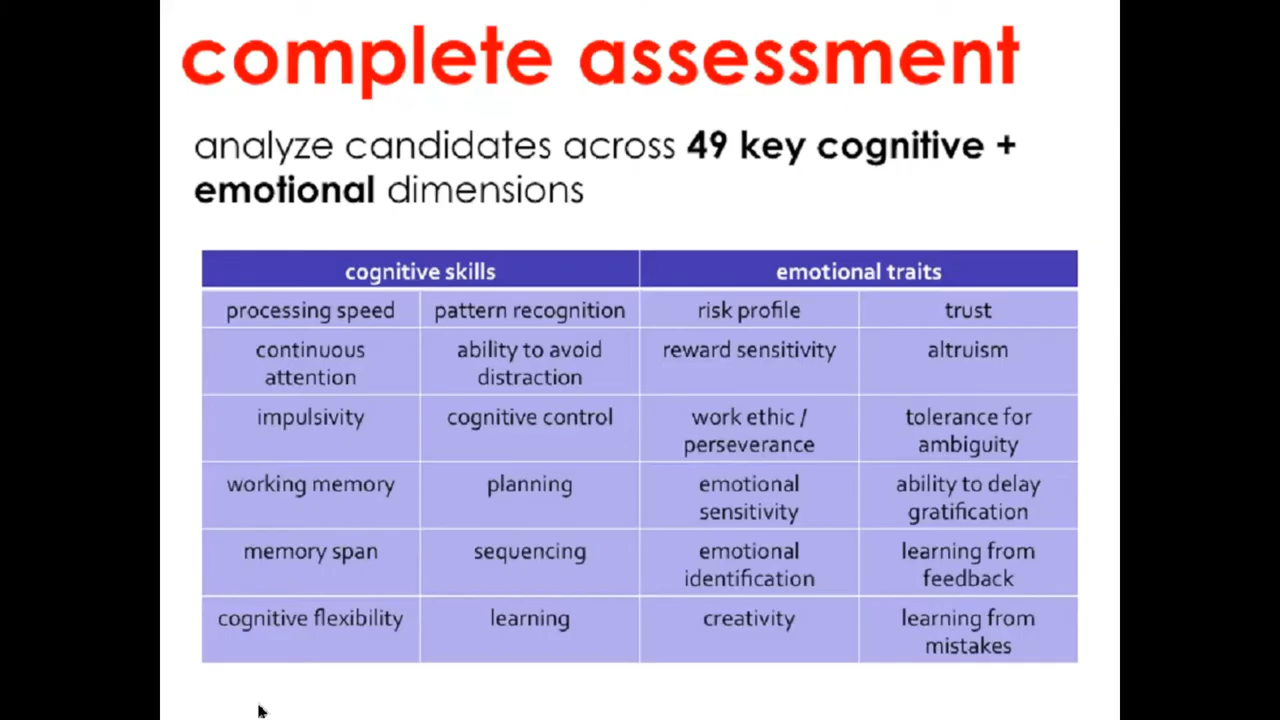 complete assessment
analyze candidates across 49 key cognitive +
emotional dimensions
cognitive skills emotional traits
processing speed pattern recognition risk profile trust
continuous attention ability to avoid distraction reward sensitivity altruism
impulsivity cognitive control work ethic / perseverance tolerance for ambiguity
working memory planning emotional sensitivity ability to delay gratification
memory span sequencing emotional identification learning from feedback
cognitive flexibility learning creativity learning from mistakes